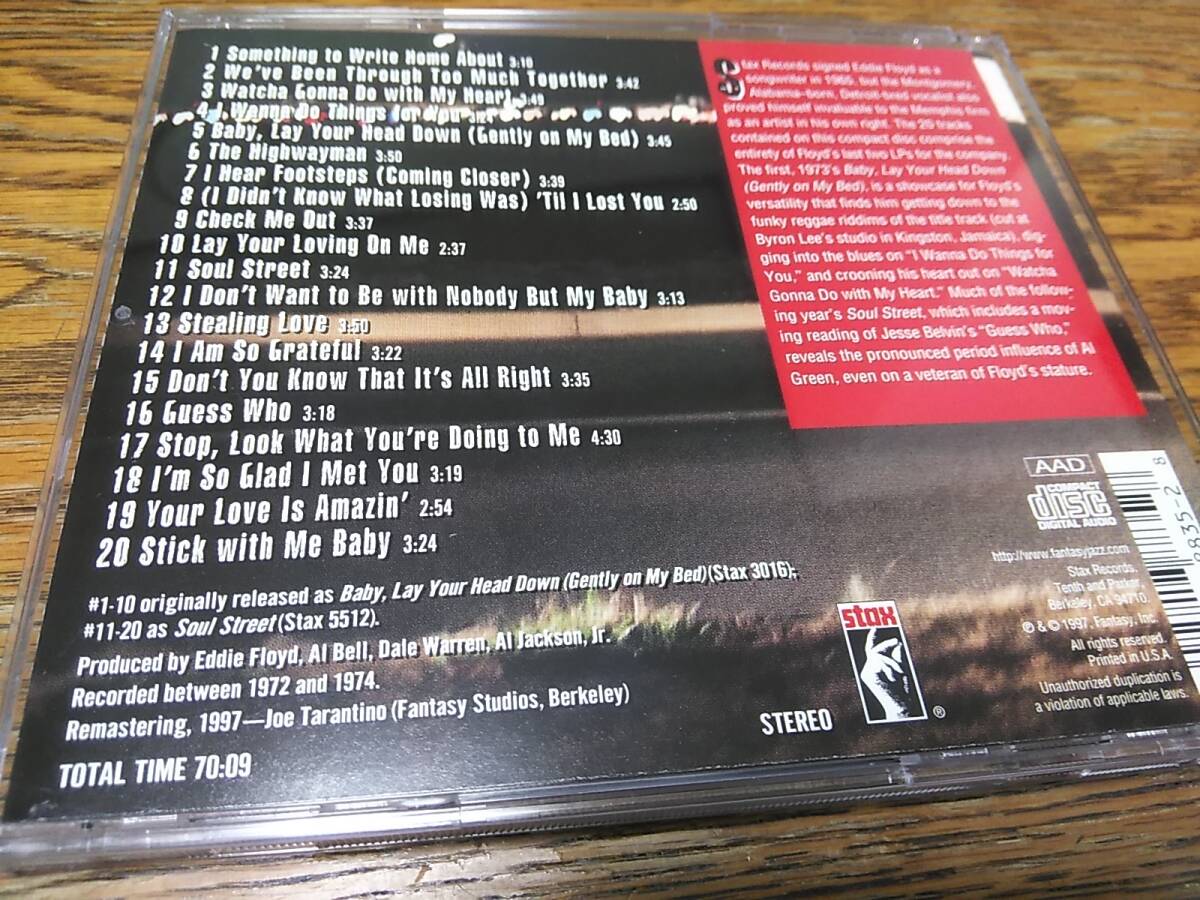 1 Something to Write Home About 3:10
2 We've Been Through Too Much Together 3:42
3 Watcha Gonna Do with My Heart 3:49
4 I Wanna Do Things for You
5 Baby, Lay Your Head Down (Gently on My Bed) 3:45
6 The Highwayman 3:50
7 I Hear Footsteps (Coming Closer) 3:39
8 (I Didn't Know What Losing Was) 'Til I Lost You 2:50
9 Check Me Out 3:37
10 Lay Your Loving On Me 2:37
11 Soul Street 3:24
12 I Don't Want to Be with Nobody But My Baby 3:13
13 Stealing Love 3:50
14 I Am So Grateful 3:22
15 Don't You Know That It's All Right 3:35
16 Guess Who 3:18
17 Stop, Look What You're Doing to Me 4:30
18 I'm So Glad I Met You 3:19
19 Your Love Is Amazin' 2:54
20 Stick with Me Baby 3:24
#1-10 originally released as Baby, Lay Your Head Down (Gently on My Bed)(Stax 3016);
#11-20 as Soul Street (Stax 5512).
Produced by Eddie Floyd, Al Bell, Dale Warren, Al Jackson, Jr.
Recorded between 1972 and 1974.
Remastering, 1997—Joe Tarantino (Fantasy Studios, Berkeley)
TOTAL TIME 70:09
Stax Records signed Eddie Floyd as a
songwriter in 1965, but the Montgomery,
Alabama–born, Detroit-bred vocalist also
proved himself invaluable to the Memphis firm
as an artist in his own right. The 20 tracks
contained on this compact disc comprise the
entirety of Floyd's last two LPs for the company.
The first, 1973's Baby, Lay Your Head Down
(Gently on My Bed), is a showcase for Floyd's
versatility that finds him getting down to the
funky reggae riddims of the title track (cut at
Byron Lee's studio in Kingston, Jamaica), dig-
ging into the blues on "I Wanna Do Things for
You," and crooning his heart out on "Watcha
Gonna Do with My Heart." Much of the follow-
ing year's Soul Street, which includes a mov-
ing reading of Jesse Belvin's "Guess Who,"
reveals the pronounced period influence of Al
Green, even on a veteran of Floyd's stature.
AAD
COMPACT
disc
DIGITAL AUDIO
http://www.fantasyjazz.com
Stax Records,
Tenth and Parker,
Berkeley, CA 94710.
℗ & © 1997, Fantasy, Inc.
All rights reserved.
Printed in U.S.A.
Unauthorized duplication is
a violation of applicable laws.
STEREO
stax
®
8835-2
8